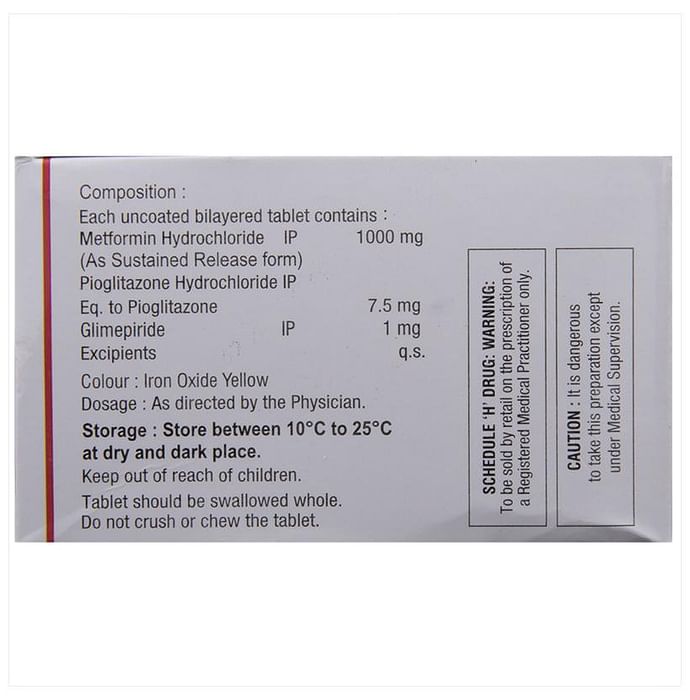 Composition :
Each uncoated bilayered tablet contains :
Metformin Hydrochloride IP 1000 mg
(As Sustained Release form)
Pioglitazone Hydrochloride IP
Eq. to Pioglitazone 7.5 mg
Glimepiride IP 1 mg
Excipients q.s.
Colour : Iron Oxide Yellow
Dosage : As directed by the Physician.
Storage : Store between 10°C to 25°C
at dry and dark place.
Keep out of reach of children.
Tablet should be swallowed whole.
Do not crush or chew the tablet.
SCHEDULE 'H' DRUG: WARNING:
To be sold by retail on the prescription of
a Registered Medical Practitioner only.
CAUTION : It is dangerous
to take this preparation except
under Medical Supervision.